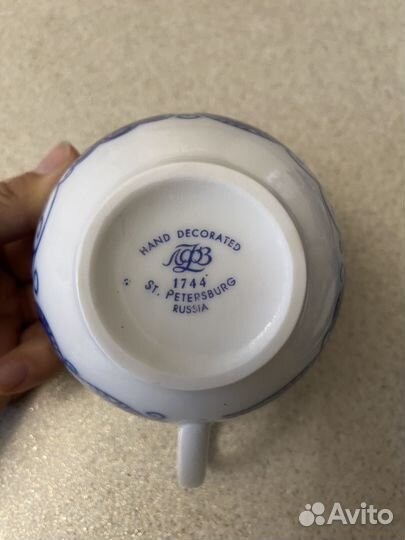 HAND DECORATED
ЛФЗ
1744
ST. PETERSBURG
RUSSIA
Avito